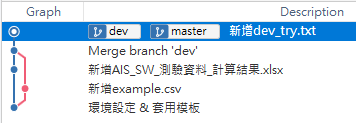 Graph Description
dev master 新增dev_try.txt
Merge branch 'dev'
新增AIS_SW_測驗資料_計算結果.xlsx
新增example.csv
環境設定 & 套用模板